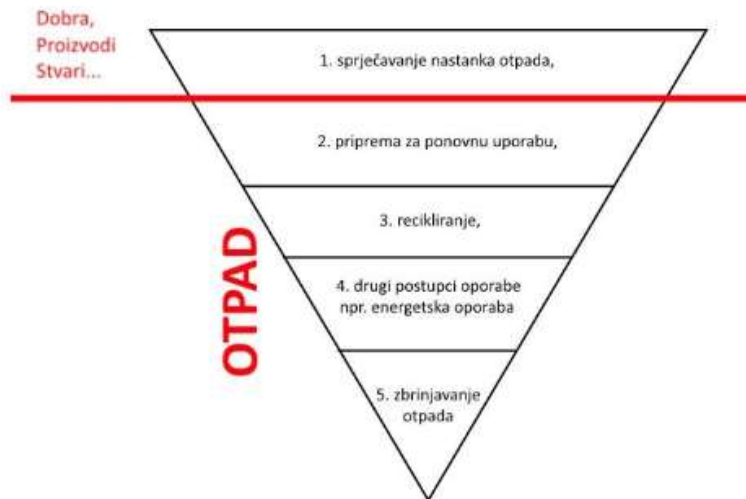 Dobra,
Proizvodi
Stvari...
1. sprječavanje nastanka otpada,
2. priprema za ponovnu uporabu,
3. recikliranje,
OTPAD
4. drugi postupci oporabe
npr. energetska oporaba
5. zbrinjavanje
otpada